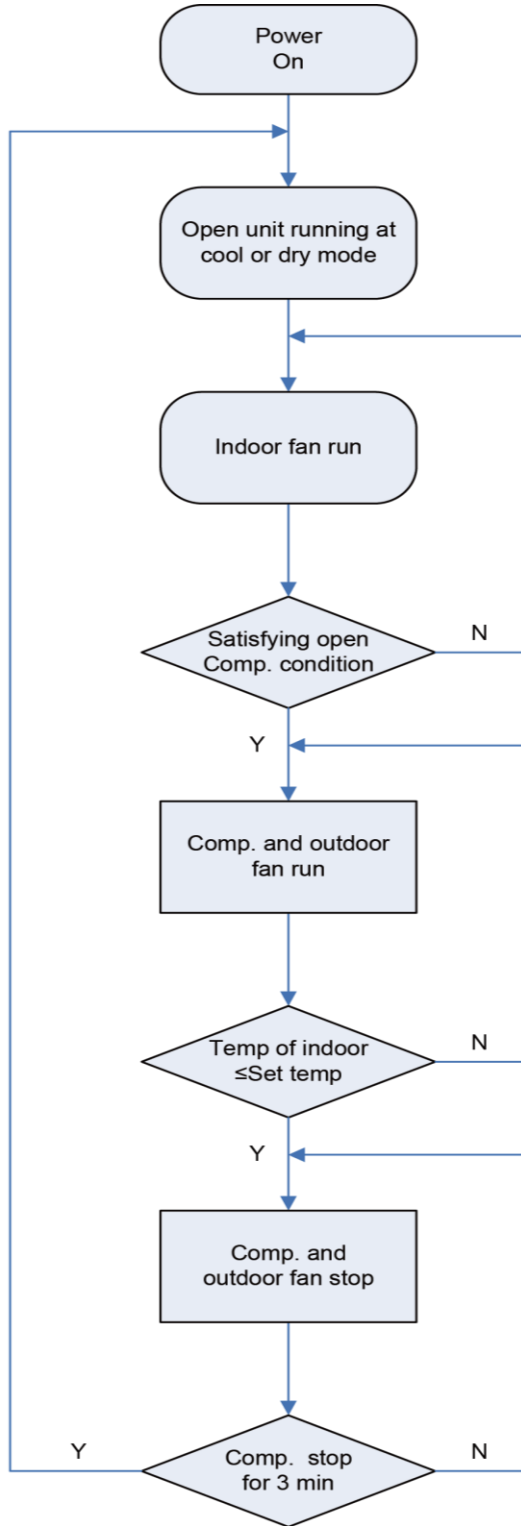 Power
On
Open unit running at
cool or dry mode
Indoor fan run
Satisfying open
Comp. condition
N
Y
Comp. and outdoor
fan run
Temp of indoor
≤Set temp
N
Y
Comp. and
outdoor fan stop
Y
Comp. stop
for 3 min
N